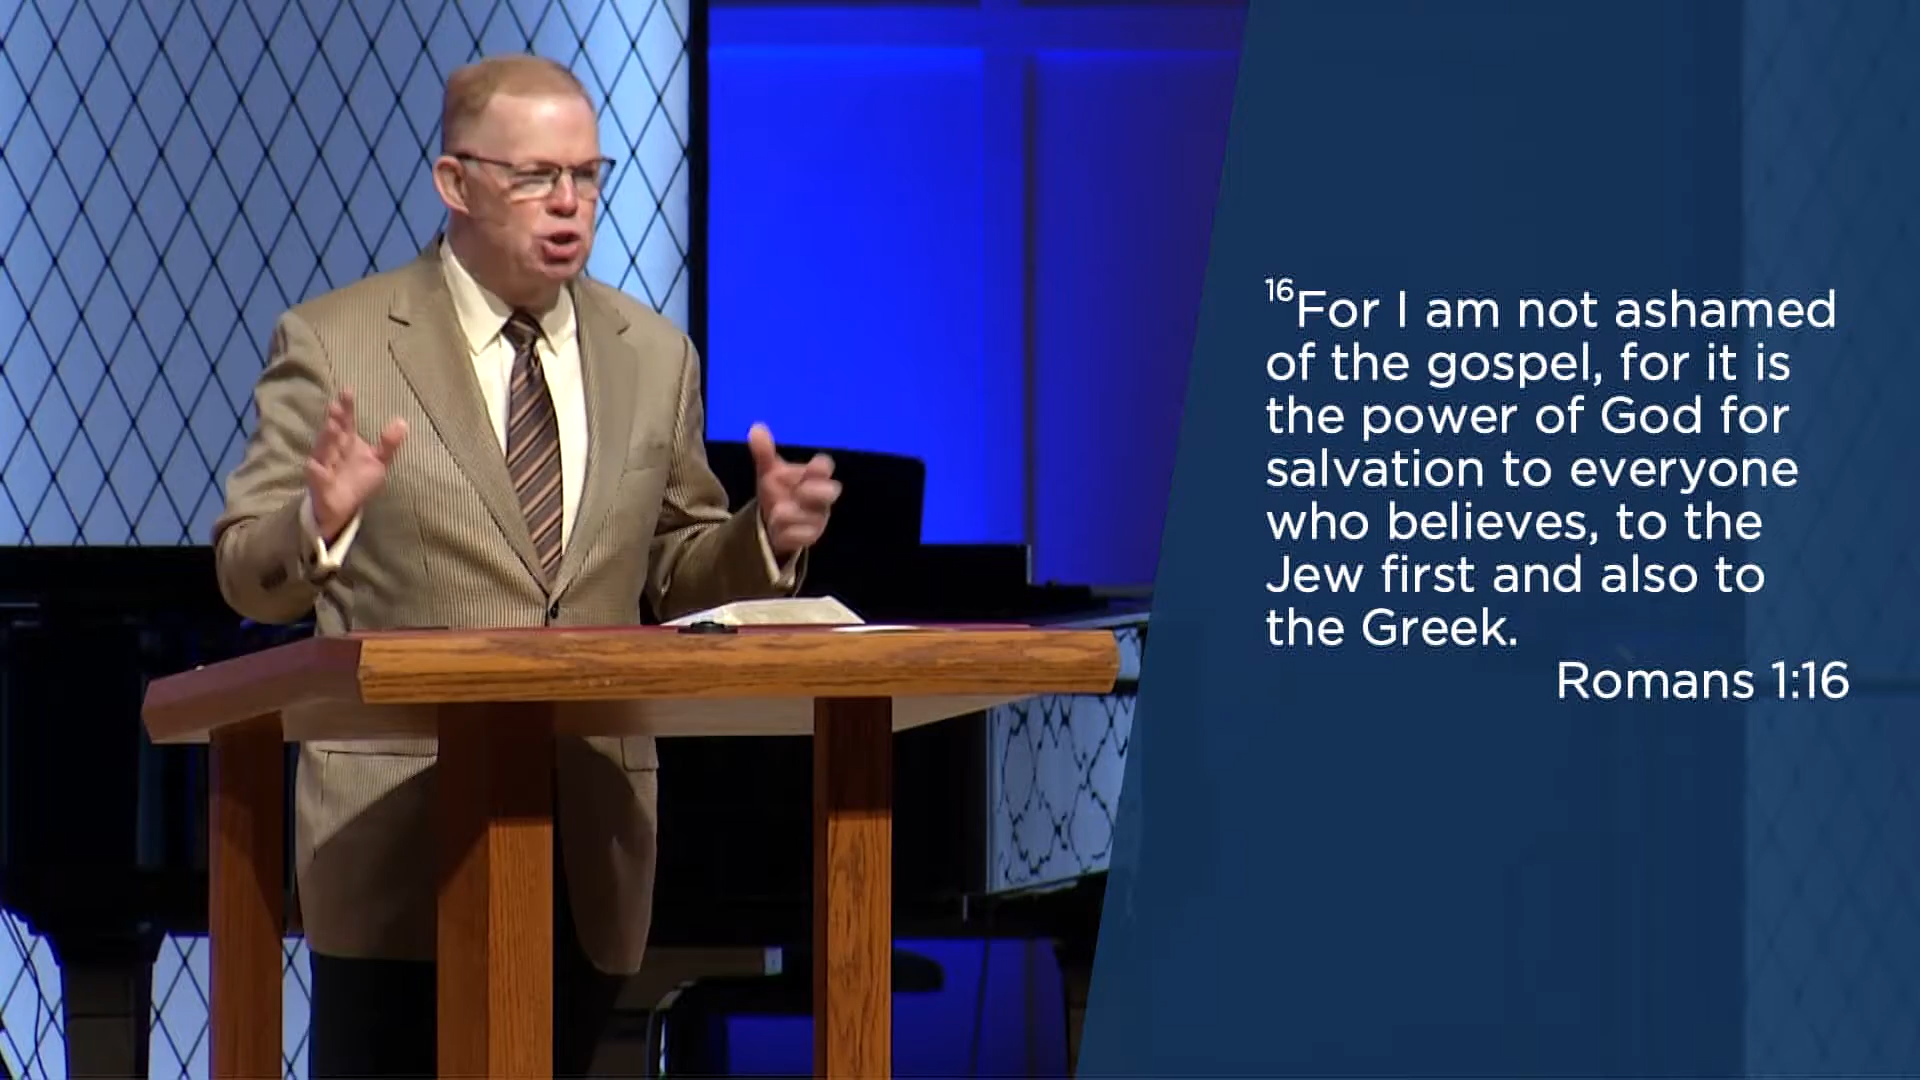 16For I am not ashamed
of the gospel, for it is
the power of God for
salvation to everyone
who believes, to the
Jew first and also to
the Greek.
Romans 1:16